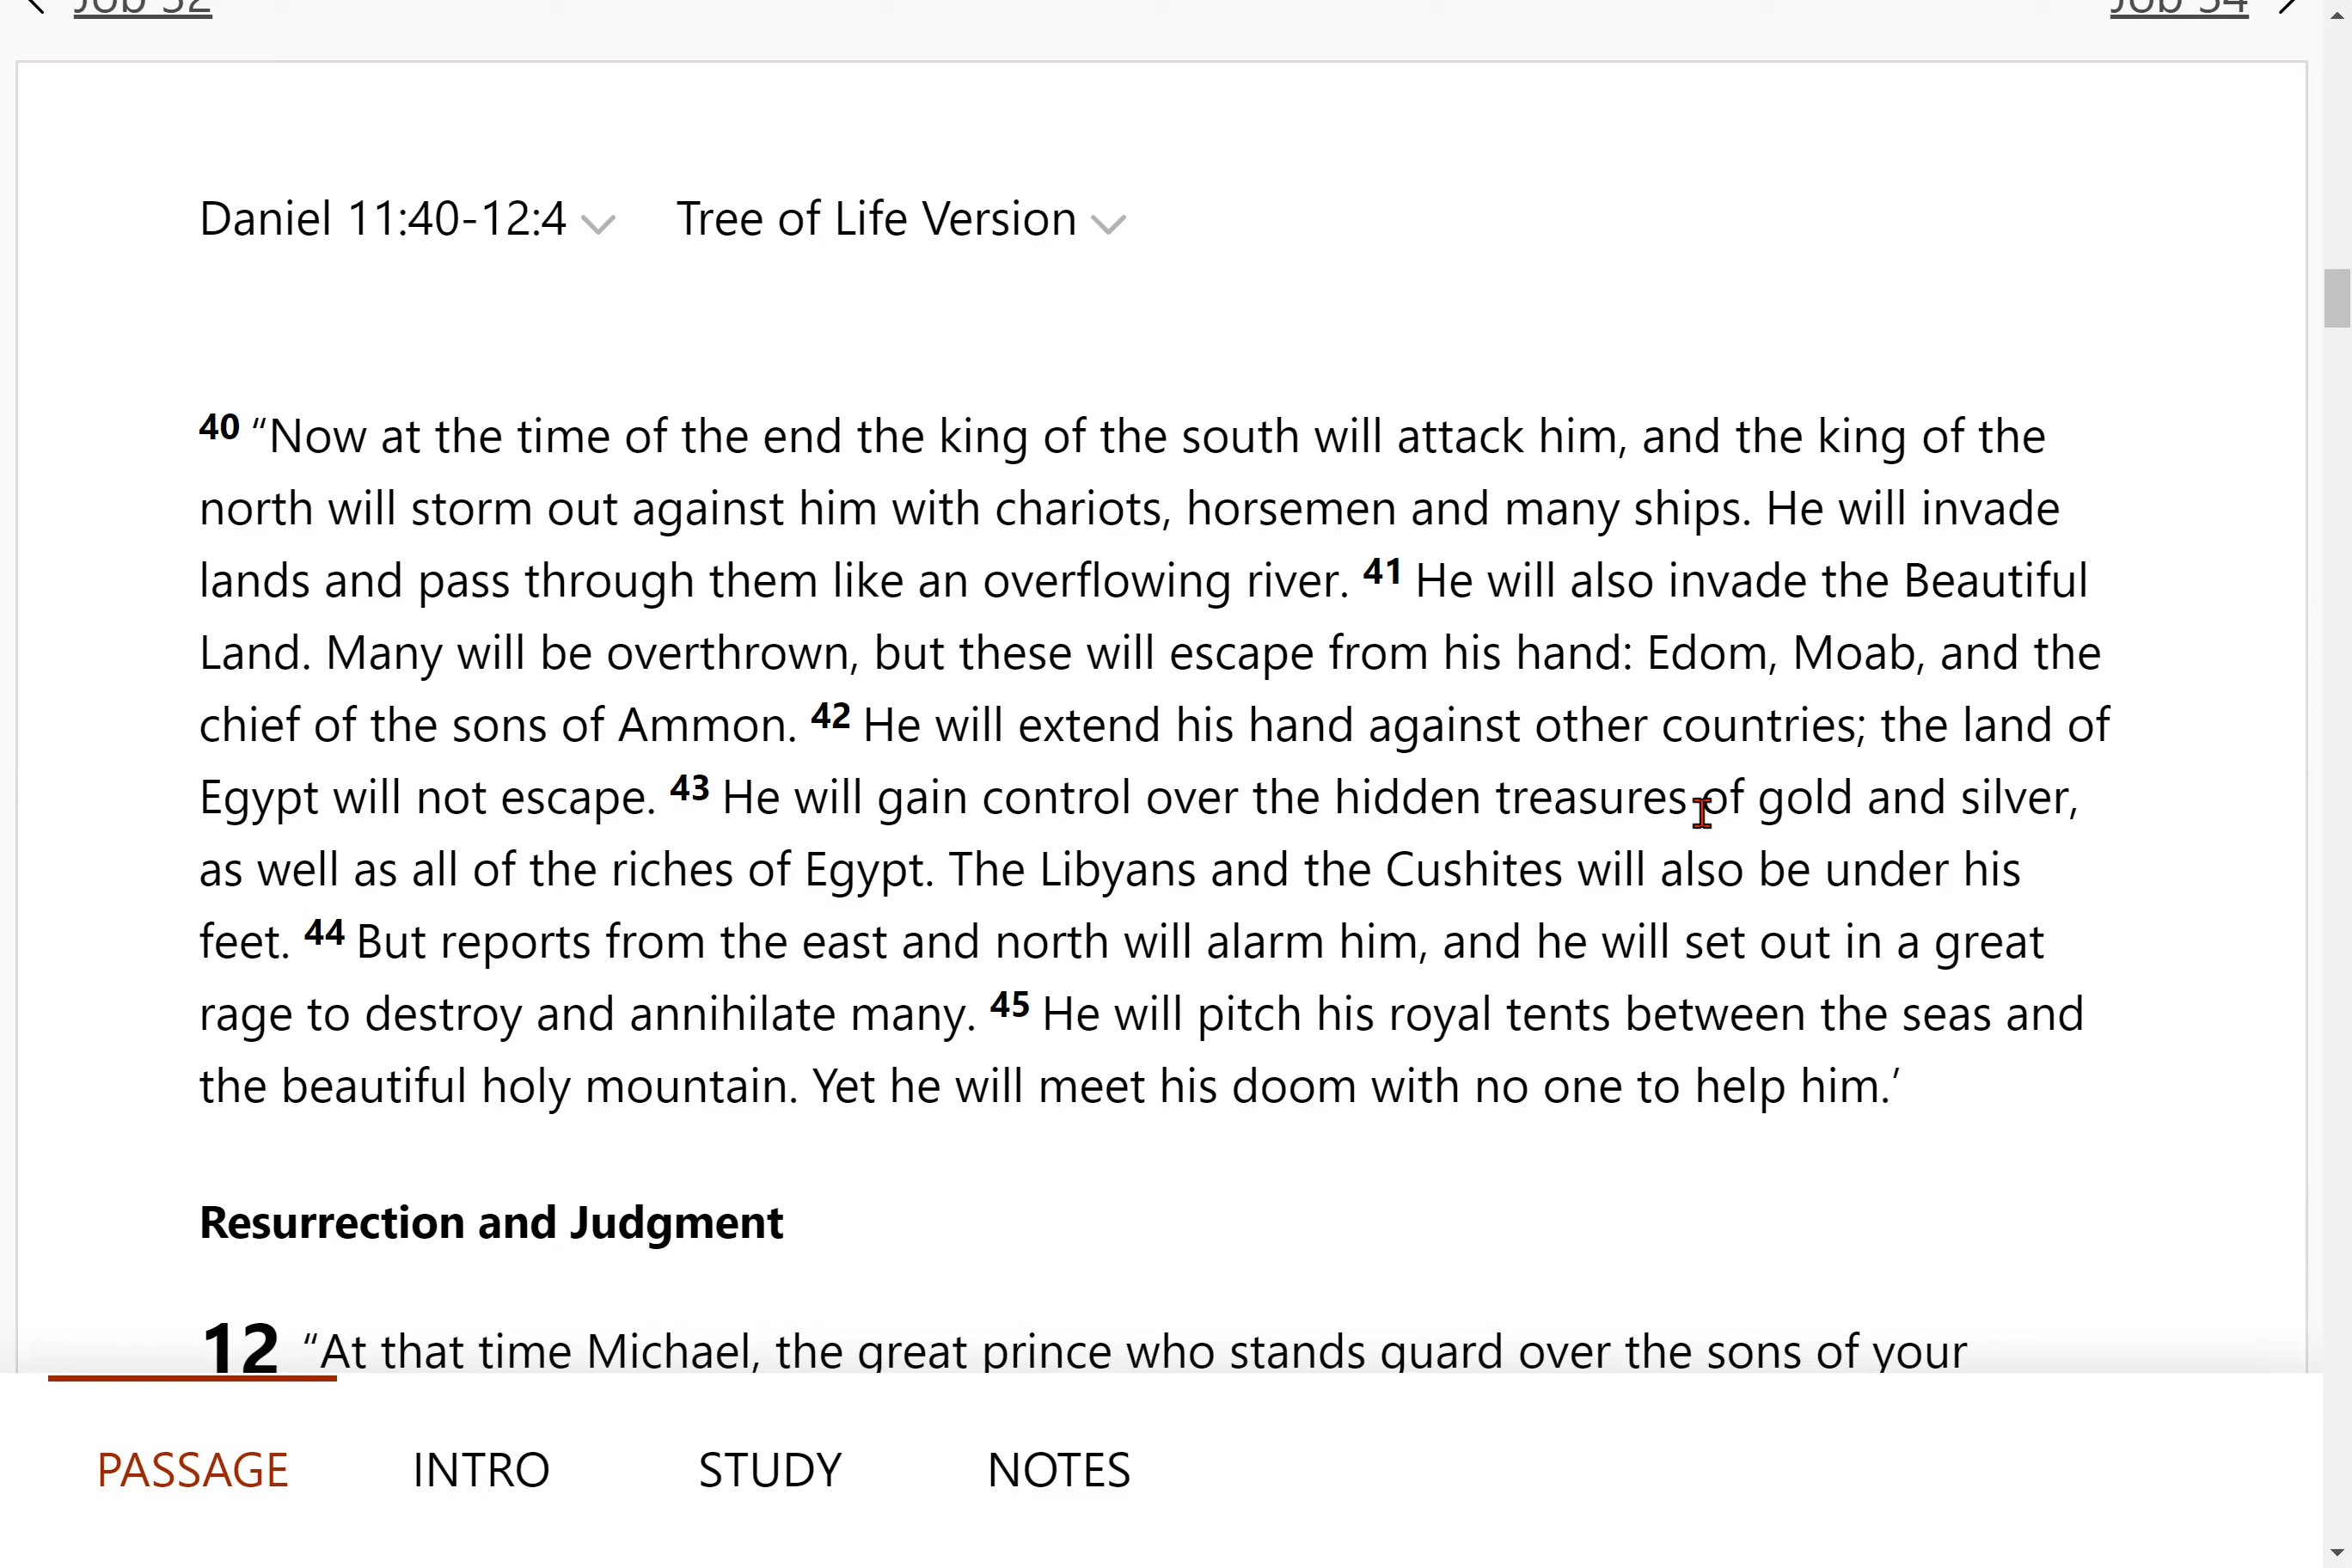 Job 32
Job 34
Daniel 11:40-12:4
Tree of Life Version
40 “Now at the time of the end the king of the south will attack him, and the king of the
north will storm out against him with chariots, horsemen and many ships. He will invade
lands and pass through them like an overflowing river. 41 He will also invade the Beautiful
Land. Many will be overthrown, but these will escape from his hand: Edom, Moab, and the
chief of the sons of Ammon. 42 He will extend his hand against other countries; the land of
Egypt will not escape. 43 He will gain control over the hidden treasures of gold and silver,
as well as all of the riches of Egypt. The Libyans and the Cushites will also be under his
feet. 44 But reports from the east and north will alarm him, and he will set out in a great
rage to destroy and annihilate many. 45 He will pitch his royal tents between the seas and
the beautiful holy mountain. Yet he will meet his doom with no one to help him.’
Resurrection and Judgment
12 “At that time Michael, the great prince who stands guard over the sons of your
PASSAGE
INTRO
STUDY
NOTES